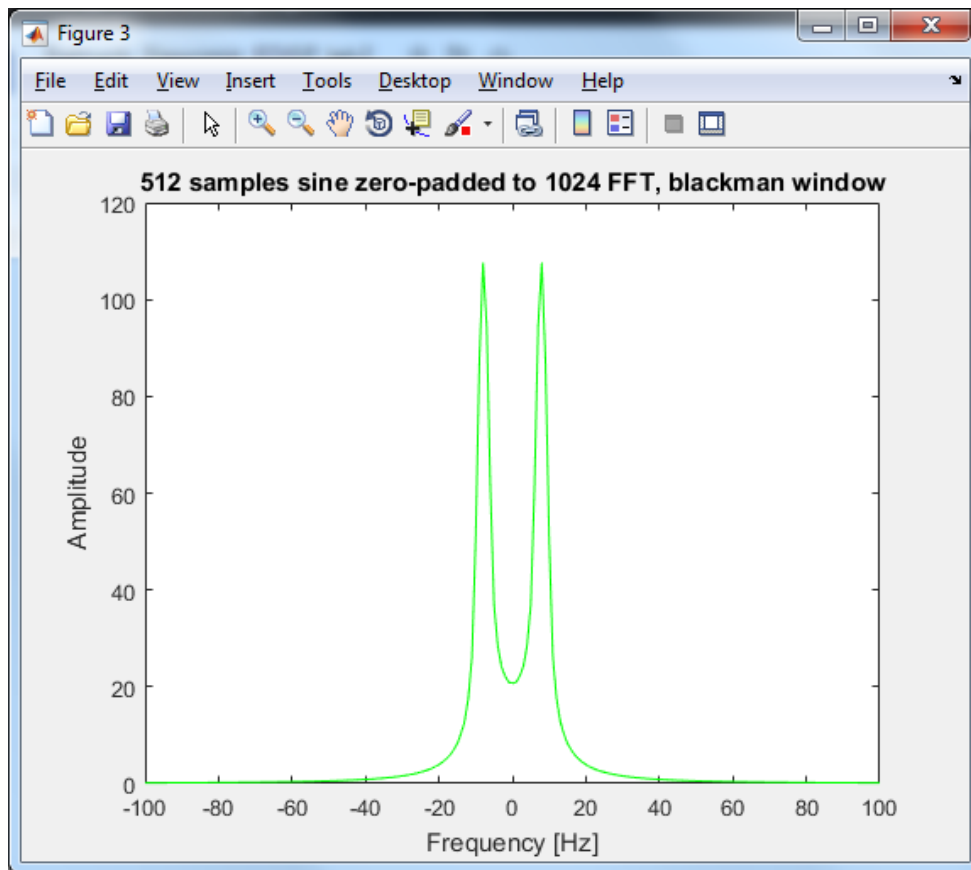 Figure 3
File Edit View Insert Tools Desktop Window Help
512 samples sine zero-padded to 1024 FFT, blackman window
120
100
80
60
40
20
0
Amplitude
-100 -80 -60 -40 -20 0 20 40 60 80 100
Frequency [Hz]